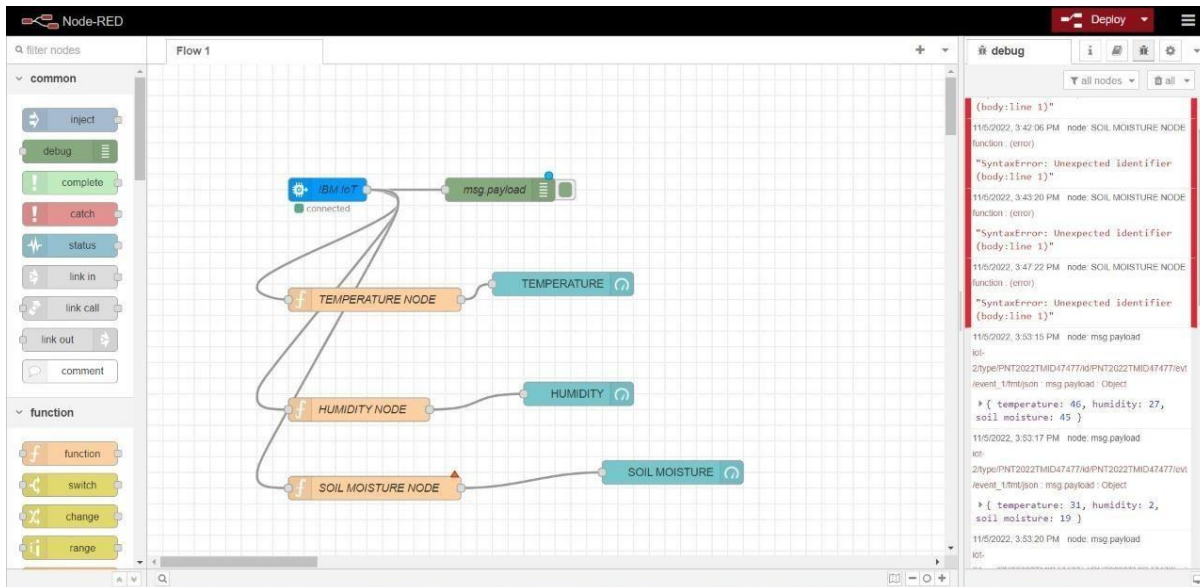 Node-RED
Deploy
filter nodes
Flow 1
debug
i
common
all nodes
all
inject
debug
complete
catch
status
link in
link call
link out
comment
function
function
switch
change
range
IBM IoT
connected
msg.payload
TEMPERATURE NODE
TEMPERATURE
HUMIDITY NODE
HUMIDITY
SOIL MOISTURE NODE
SOIL MOISTURE
(body:line 1)"
11/5/2022, 3:42:06 PM node: SOIL MOISTURE NODE
function : (error)
"SyntaxError: Unexpected identifier
(body:line 1)"
11/5/2022, 3:43:20 PM node: SOIL MOISTURE NODE
function : (error)
"SyntaxError: Unexpected identifier
(body:line 1)"
11/5/2022, 3:47:22 PM node: SOIL MOISTURE NODE
function : (error)
"SyntaxError: Unexpected identifier
(body:line 1)"
11/5/2022, 3:53:15 PM node: msg.payload
iot-
2/type/PNT2022TMID47477/id/PNT2022TMID47477/evt
/event_1/fmt/json : msg.payload : Object
{ temperature: 46, humidity: 27,
soil moisture: 45 }
11/5/2022, 3:53:17 PM node: msg.payload
iot-
2/type/PNT2022TMID47477/id/PNT2022TMID47477/evt
/event_1/fmt/json : msg.payload : Object
{ temperature: 31, humidity: 2,
soil moisture: 19 }
11/5/2022, 3:53:20 PM node: msg.payload
iot-